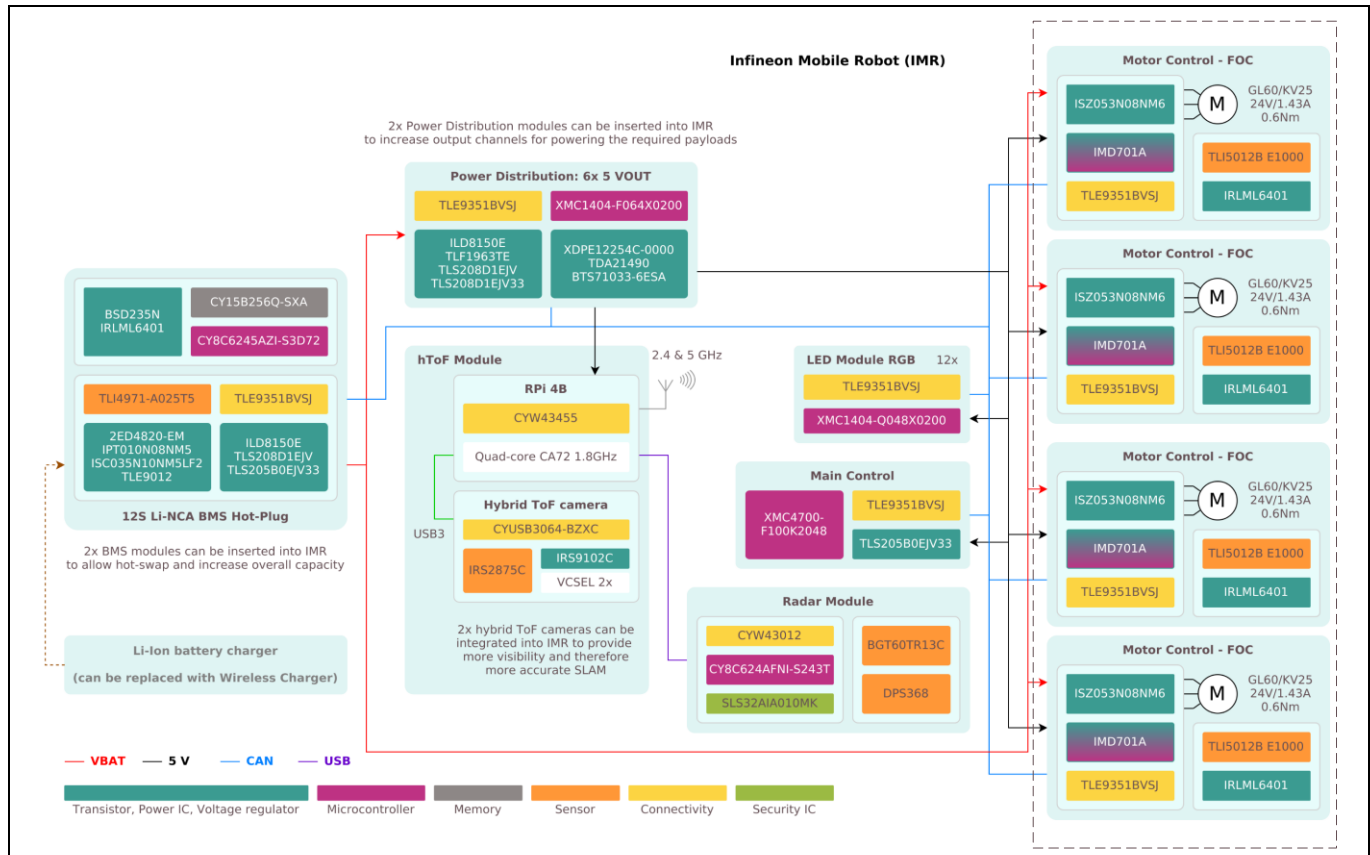 Infineon Mobile Robot (IMR)
2x Power Distribution modules can be inserted into IMR
to increase output channels for powering the required payloads
Power Distribution: 6x 5 VOUT
TLE9351BVSJ
XMC1404-F064X0200
ILD8150E
TLF1963TE
TLS208D1EJV
TLS208D1EJV33
XDPE12254C-0000
TDA21490
BTS71033-6ESA
BSD235N
IRLML6401
CY15B256Q-SXA
CY8C6245AZI-S3D72
TLI4971-A025T5
TLE9351BVSJ
2ED4820-EM
IPT010N08NM5
ISC035N10NM5LF2
TLE9012
ILD8150E
TLS208D1EJV
TLS205B0EJV33
12S Li-NCA BMS Hot-Plug
2x BMS modules can be inserted into IMR
to allow hot-swap and increase overall capacity
Li-Ion battery charger
(can be replaced with Wireless Charger)
hToF Module
2.4 & 5 GHz
RPi 4B
CYW43455
Quad-core CA72 1.8GHz
USB3
Hybrid ToF camera
CYUSB3064-BZXC
IRS2875C
IRS9102C
VCSEL 2x
2x hybrid ToF cameras can be
integrated into IMR to provide
more visibility and therefore
more accurate SLAM
LED Module RGB
12x
TLE9351BVSJ
XMC1404-Q048X0200
Main Control
XMC4700-
F100K2048
TLE9351BVSJ
TLS205B0EJV33
Radar Module
CYW43012
CY8C624AFNI-S243T
SLS32AIA010MK
BGT60TR13C
DPS368
Motor Control - FOC
ISZ053N08NM6
M
GL60/KV25
24V/1.43A
0.6Nm
IMD701A
TLE9351BVSJ
TLI5012B E1000
IRLML6401
Motor Control - FOC
ISZ053N08NM6
M
GL60/KV25
24V/1.43A
0.6Nm
IMD701A
TLE9351BVSJ
TLI5012B E1000
IRLML6401
Motor Control - FOC
ISZ053N08NM6
M
GL60/KV25
24V/1.43A
0.6Nm
IMD701A
TLE9351BVSJ
TLI5012B E1000
IRLML6401
Motor Control - FOC
ISZ053N08NM6
M
GL60/KV25
24V/1.43A
0.6Nm
IMD701A
TLE9351BVSJ
TLI5012B E1000
IRLML6401
VBAT
5 V
CAN
USB
Transistor, Power IC, Voltage regulator
Microcontroller
Memory
Sensor
Connectivity
Security IC